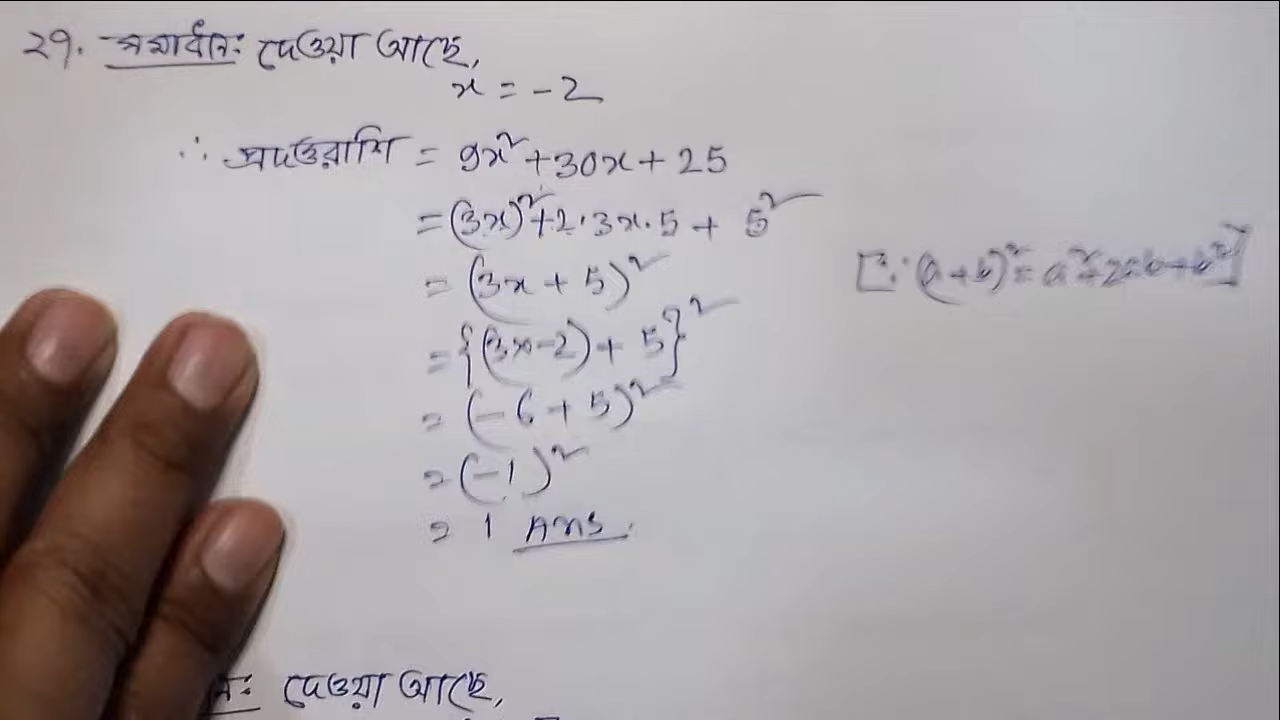 ২৭. সমাধান: দেওয়া আছে,
x = -2
∴ প্রদত্তরাশি = 9x² + 30x + 25
= (3x)² + 2·3x·5 + 5²
= (3x + 5)² [∵ (a+b)² = a²+2ab+b²]
= {(3x-2) + 5}²
= (-6 + 5)²
= (-1)²
= 1 Ans.
ন: দেওয়া আছে,